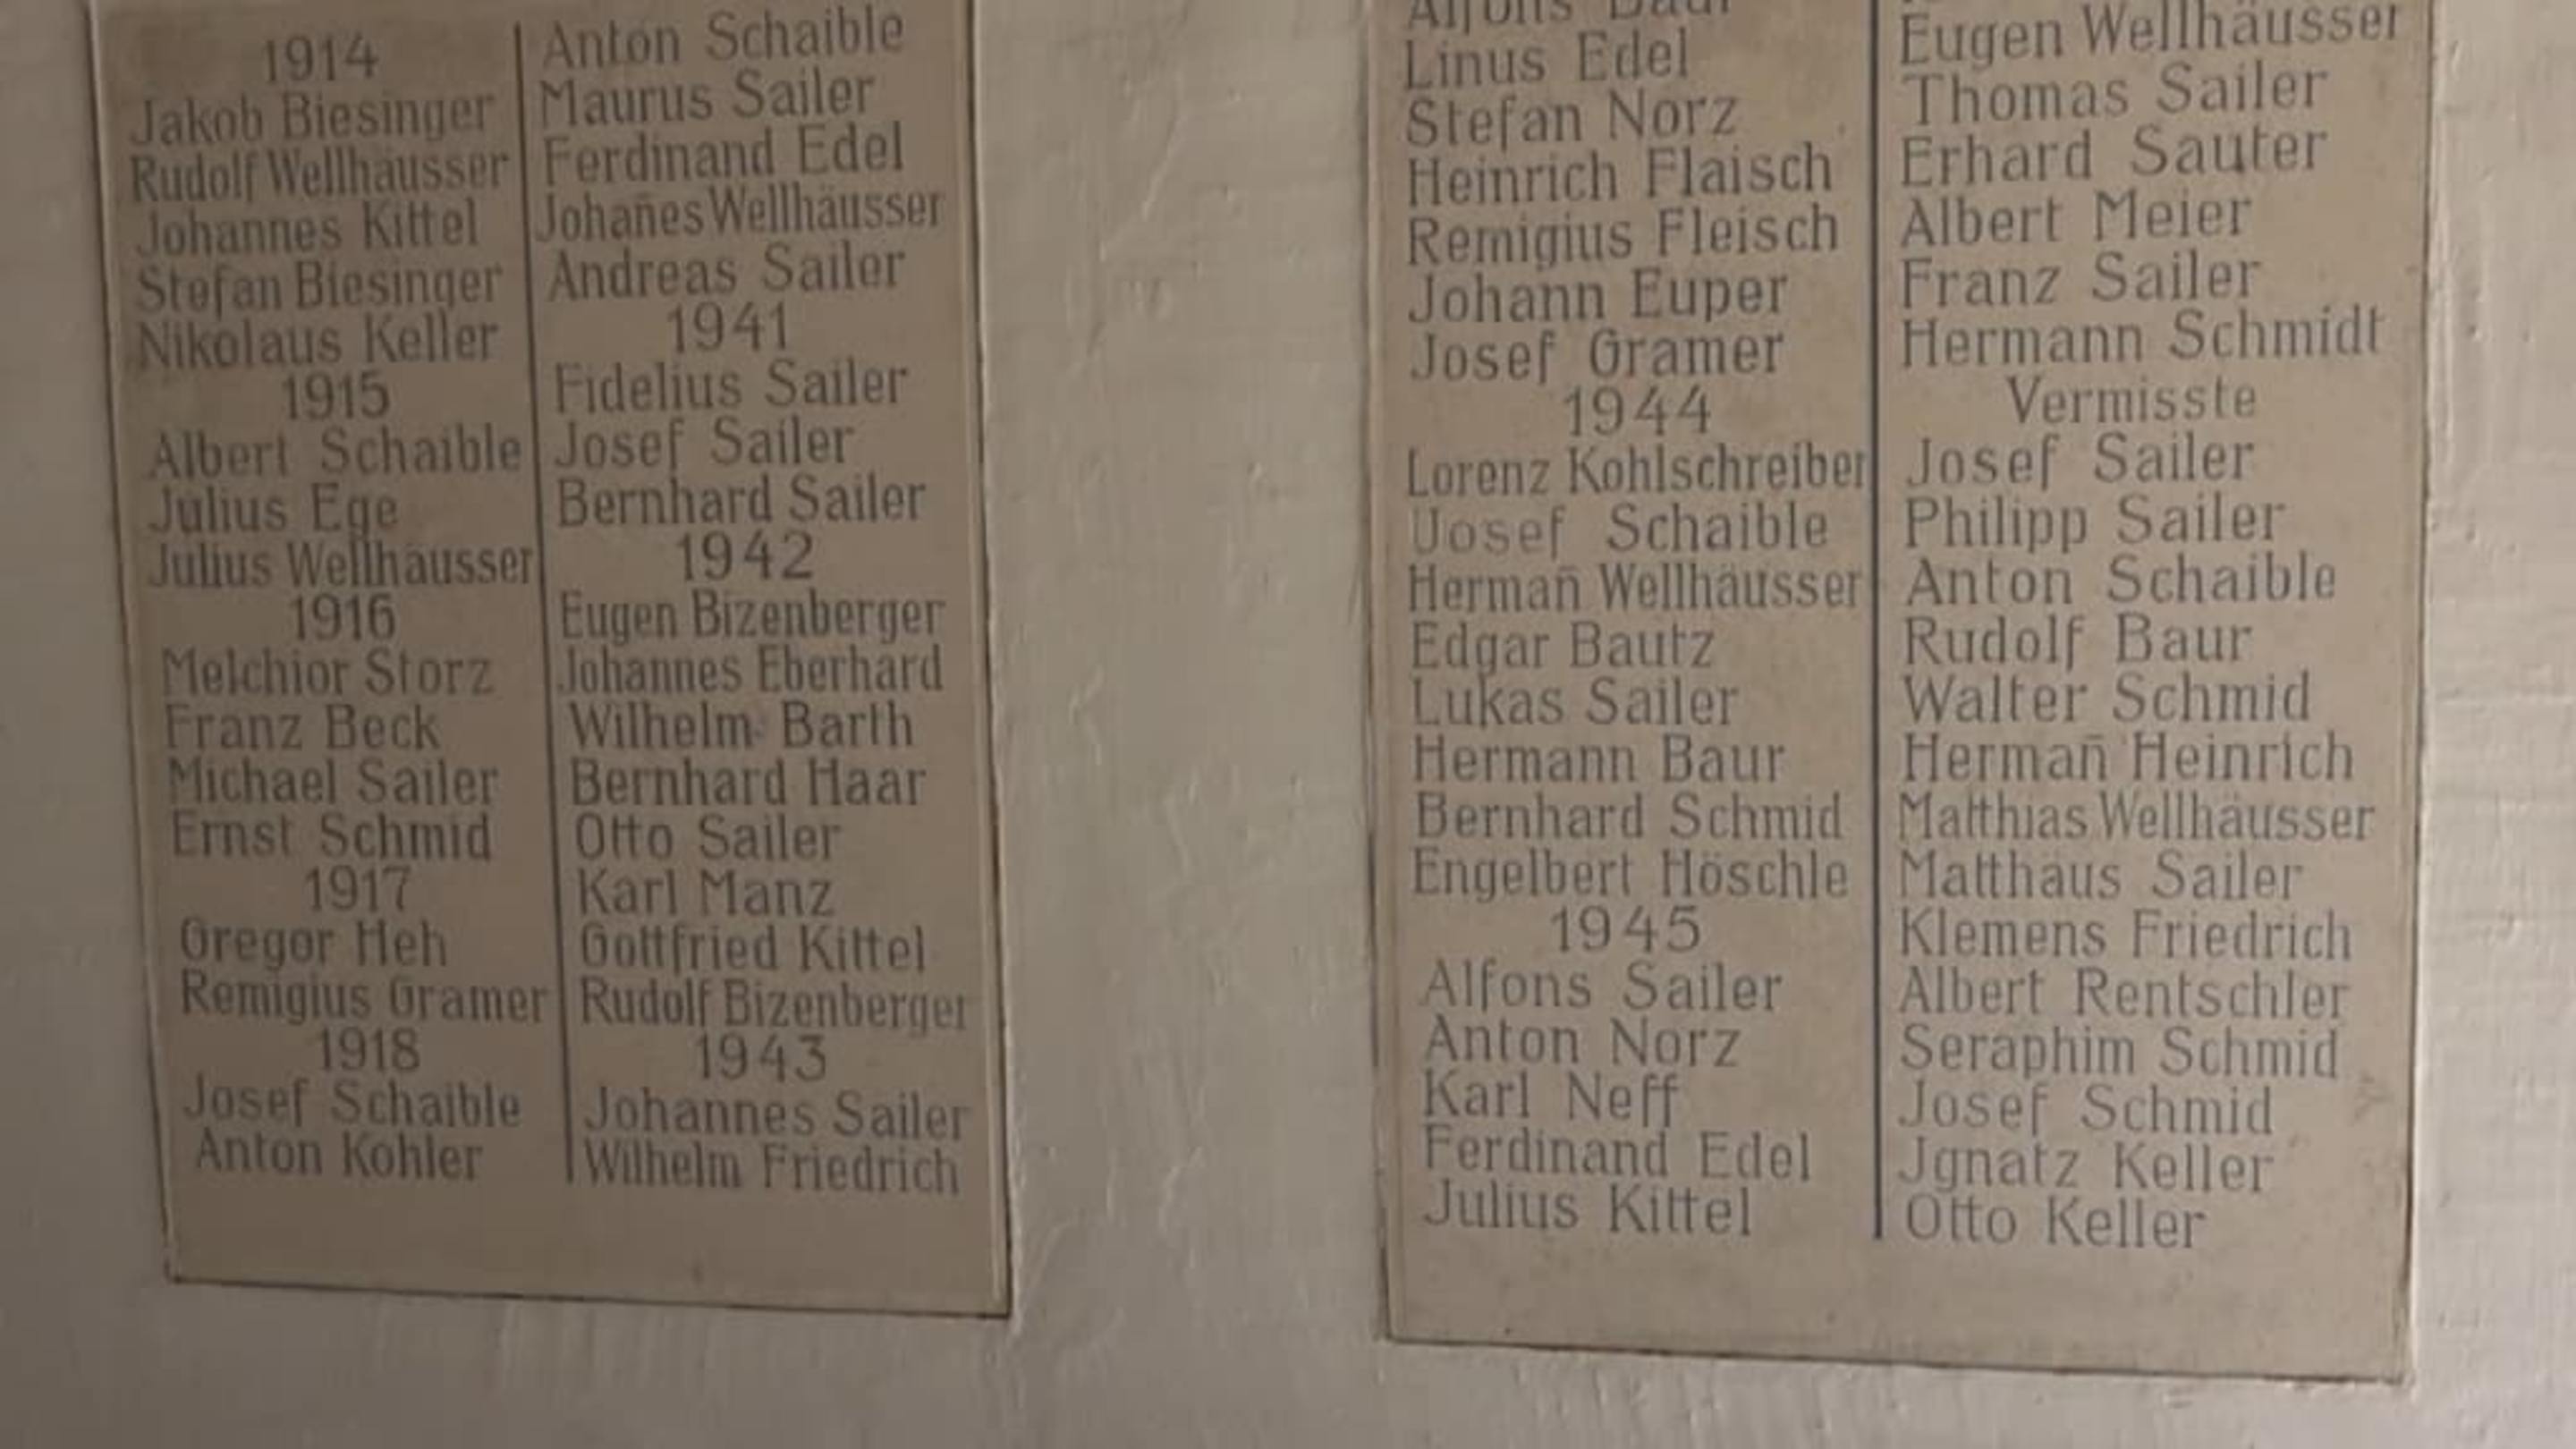 1914
Jakob Biesinger
Rudolf Wellhäusser
Johannes Kittel
Stefan Biesinger
Nikolaus Keller
1915
Albert Schaible
Julius Ege
Julius Wellhäusser
1916
Melchior Storz
Franz Beck
Michael Sailer
Ernst Schmid
1917
Gregor Heh
Remigius Gramer
1918
Josef Schaible
Anton Kohler
Anton Schaible
Maurus Sailer
Ferdinand Edel
Johan̄es Wellhäusser
Andreas Sailer
1941
Fidelius Sailer
Josef Sailer
Bernhard Sailer
1942
Eugen Bizenberger
Johannes Eberhard
Wilhelm Barth
Bernhard Haar
Otto Sailer
Karl Manz
Gottfried Kittel
Rudolf Bizenberger
1943
Johannes Sailer
Wilhelm Friedrich
Alfons Baur
Linus Edel
Stefan Norz
Heinrich Flaisch
Remigius Fleisch
Johann Euper
Josef Gramer
1944
Lorenz Kohlschreiber
Josef Schaible
Herman̄ Wellhäusser
Edgar Bautz
Lukas Sailer
Hermann Baur
Bernhard Schmid
Engelbert Höschle
1945
Alfons Sailer
Anton Norz
Karl Neff
Ferdinand Edel
Julius Kittel
Eugen Wellhäusser
Thomas Sailer
Erhard Sauter
Albert Meier
Franz Sailer
Hermann Schmidt
Vermisste
Josef Sailer
Philipp Sailer
Anton Schaible
Rudolf Baur
Walter Schmid
Herman̄ Heinrich
Matthias Wellhäusser
Matthäus Sailer
Klemens Friedrich
Albert Rentschler
Seraphim Schmid
Josef Schmid
Jgnatz Keller
Otto Keller